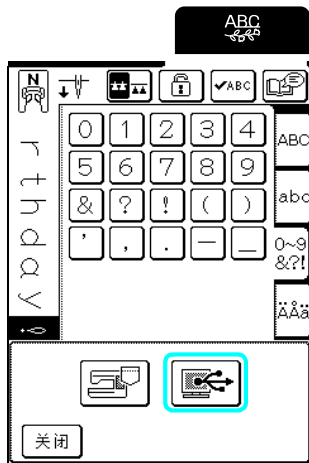 ABC
N
✔ABC
rthday
0 1 2 3 4
5 6 7 8 9
& ? ! ( )
' , . — _
ABC
abc
0~9
&?!
ÄÅä
关闭